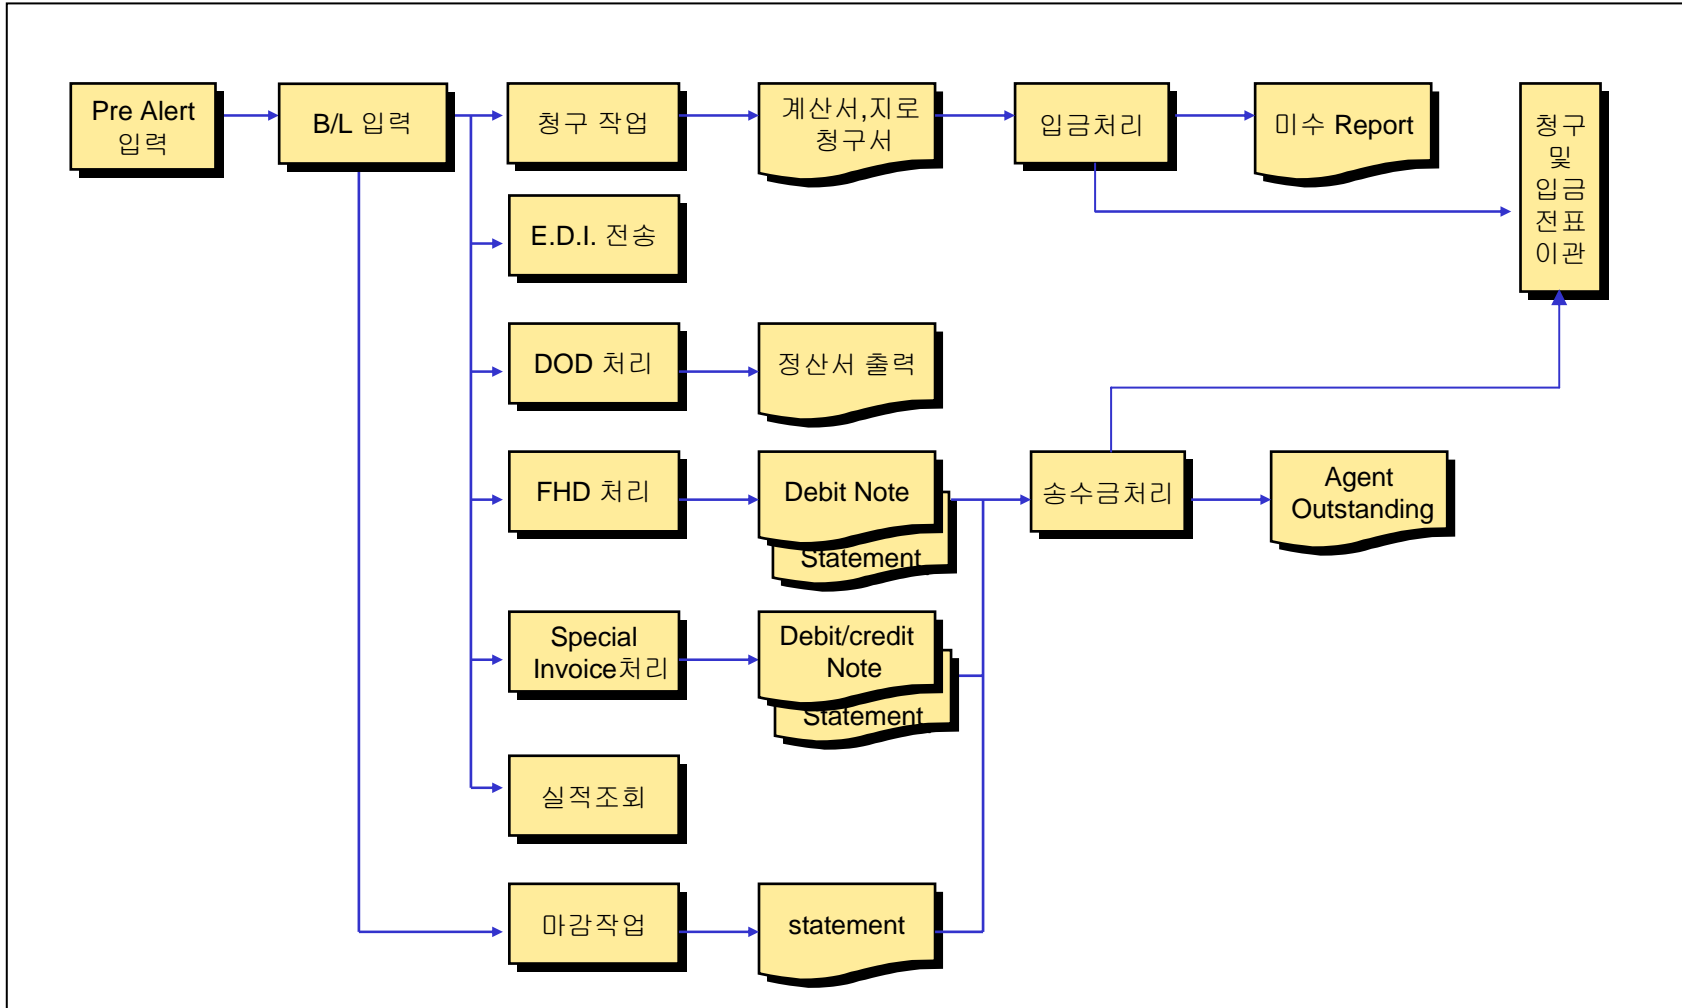 Pre Alert
입력
B/L 입력
청구 작업
계산서,지로
청구서
입금처리
미수 Report
청구
및
입금
전표
이관
E.D.I. 전송
DOD 처리
정산서 출력
FHD 처리
Debit Note
Statement
송수금처리
Agent
Outstanding
Special
Invoice처리
Debit/credit
Note
Statement
실적조회
마감작업
statement